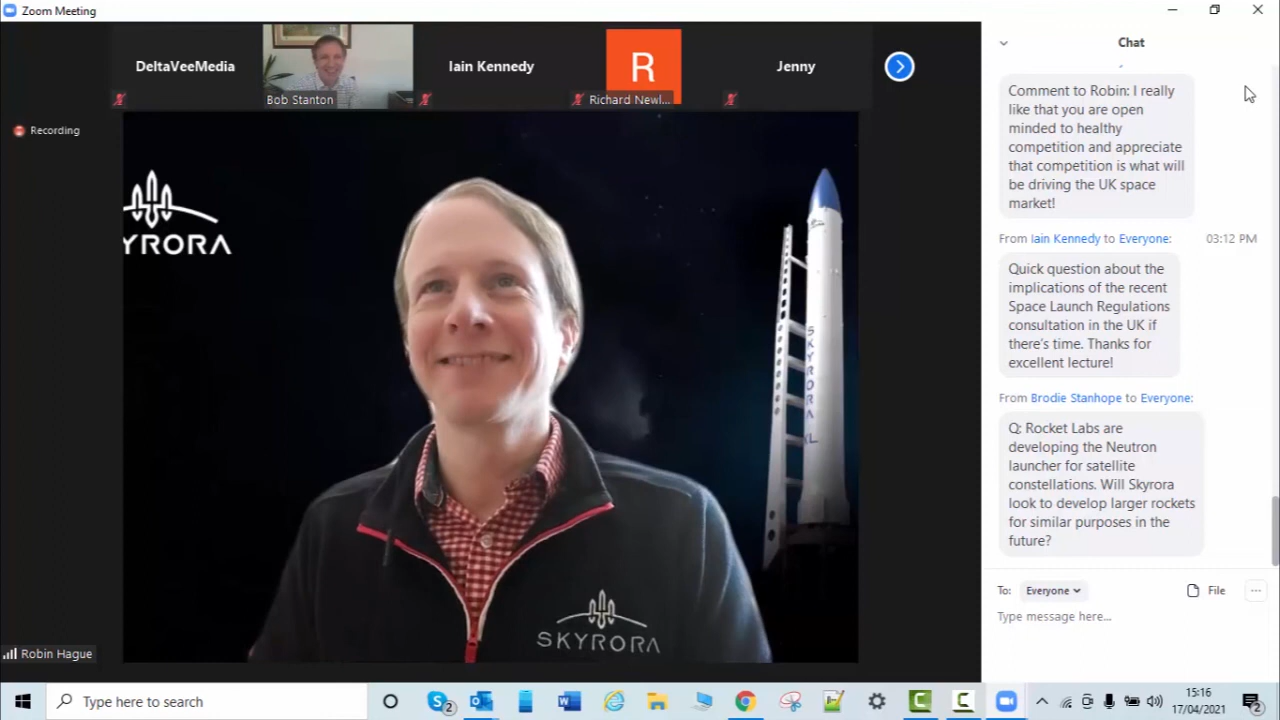 Zoom Meeting
DeltaVeeMedia
Bob Stanton
Iain Kennedy
R
Richard Newl...
Jenny
Recording
YRORA
SKYRORA XL
SKYRORA
Robin Hague
Chat
Comment to Robin: I really
like that you are open
minded to healthy
competition and appreciate
that competition is what will
be driving the UK space
market!
From Iain Kennedy to Everyone: 03:12 PM
Quick question about the
implications of the recent
Space Launch Regulations
consultation in the UK if
there's time. Thanks for
excellent lecture!
From Brodie Stanhope to Everyone:
Q: Rocket Labs are
developing the Neutron
launcher for satellite
constellations. Will Skyrora
look to develop larger rockets
for similar purposes in the
future?
To: Everyone File
Type message here...
Type here to search
2
15:16
17/04/2021
2